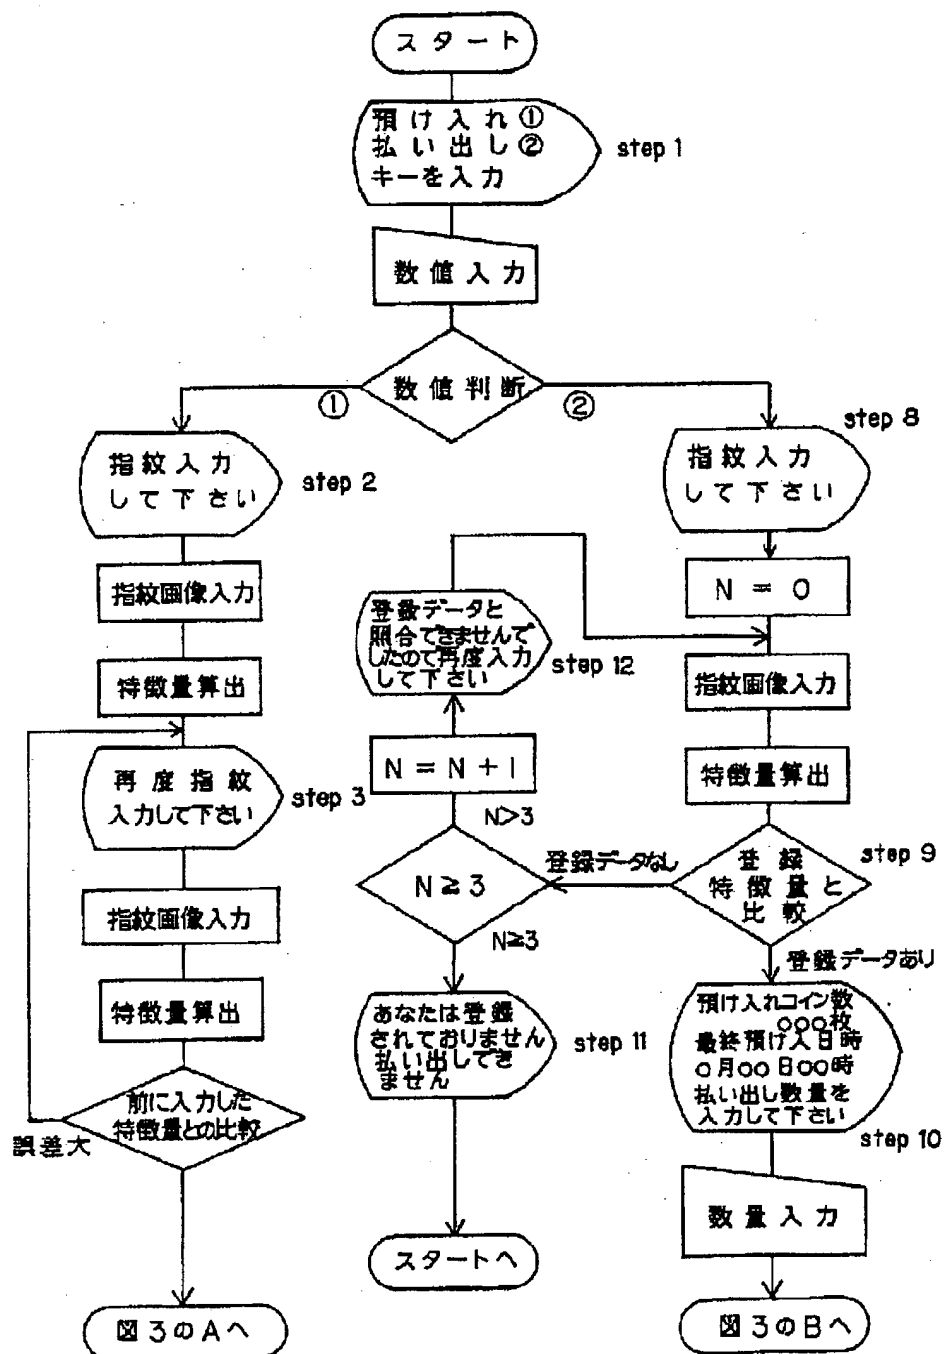 スタート
預け入れ①
払い出し②
キーを入力
step 1
数値入力
数値判断
①
②
指紋入力
して下さい
step 2
指紋画像入力
特徴量算出
再度指紋
入力して下さい
step 3
指紋画像入力
特徴量算出
前に入力した
特徴量との比較
誤差大
図3のAへ
step 8
指紋入力
して下さい
N = 0
指紋画像入力
特徴量算出
登録
特徴量と
比較
step 9
登録データなし
登録データあり
N≧3
N>3
N≧3
N = N + 1
登録データと
照合できませんで
したので再度入力
して下さい
step 12
あなたは登録
されておりません
払い出しでき
ません
step 11
スタートへ
預け入れコイン数
○○○枚
最終預け入日時
○月○○日○○時
払い出し数量を
入力して下さい
step 10
数量入力
図3のBへ